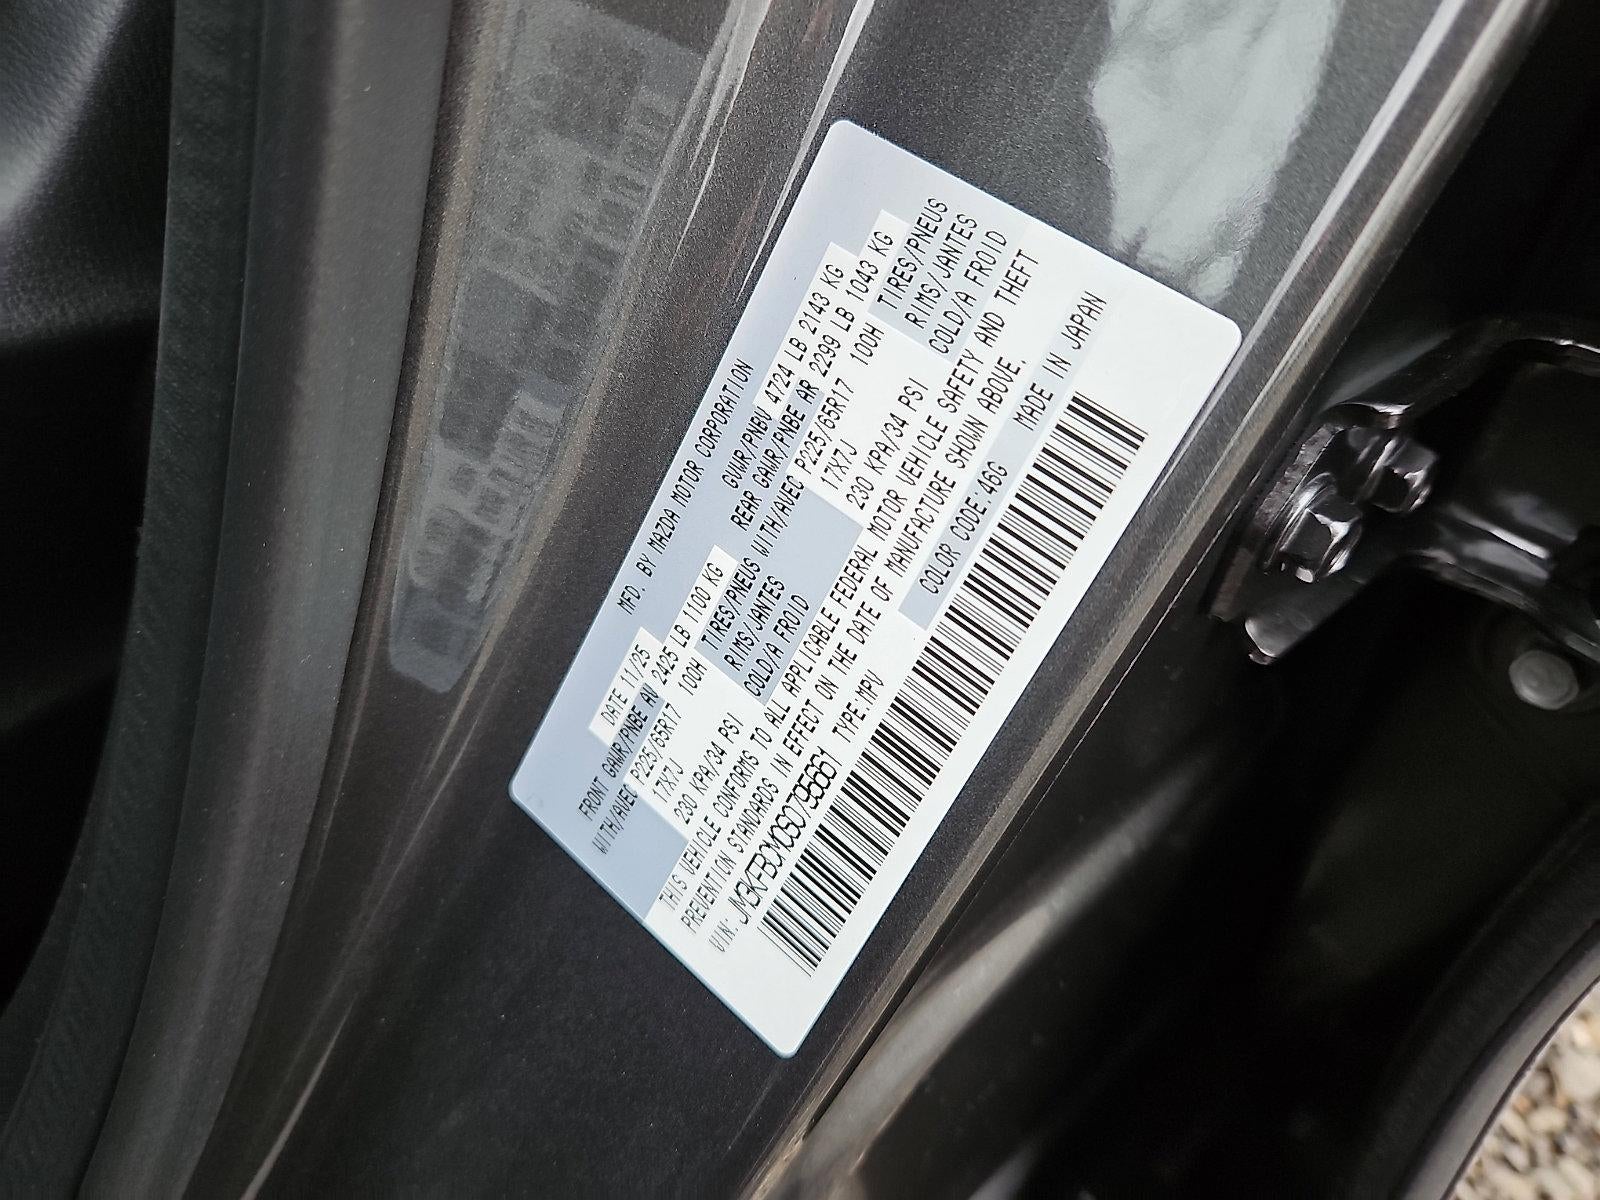 MFD. BY MAZDA MOTOR CORPORATION
DATE 11/25 GVWR/PNBV 4724 LB 2143 KG
FRONT GAWR/PNBE AV 2425 LB 1100 KG REAR GAWR/PNBE AR 2299 LB 1043 KG
WITH/AVEC P225/65R17 100H TIRES/PNEUS WITH/AVEC P225/65R17 100H TIRES/PNEUS
17X7J RIMS/JANTES 17X7J RIMS/JANTES
230 KPA/34 PSI COLD/A FROID 230 KPA/34 PSI COLD/A FROID
THIS VEHICLE CONFORMS TO ALL APPLICABLE FEDERAL MOTOR VEHICLE SAFETY AND THEFT
PREVENTION STANDARDS IN EFFECT ON THE DATE OF MANUFACTURE SHOWN ABOVE.
VIN: JM3KFBCM0S0795661 TYPE:MPV COLOR CODE:46G MADE IN JAPAN